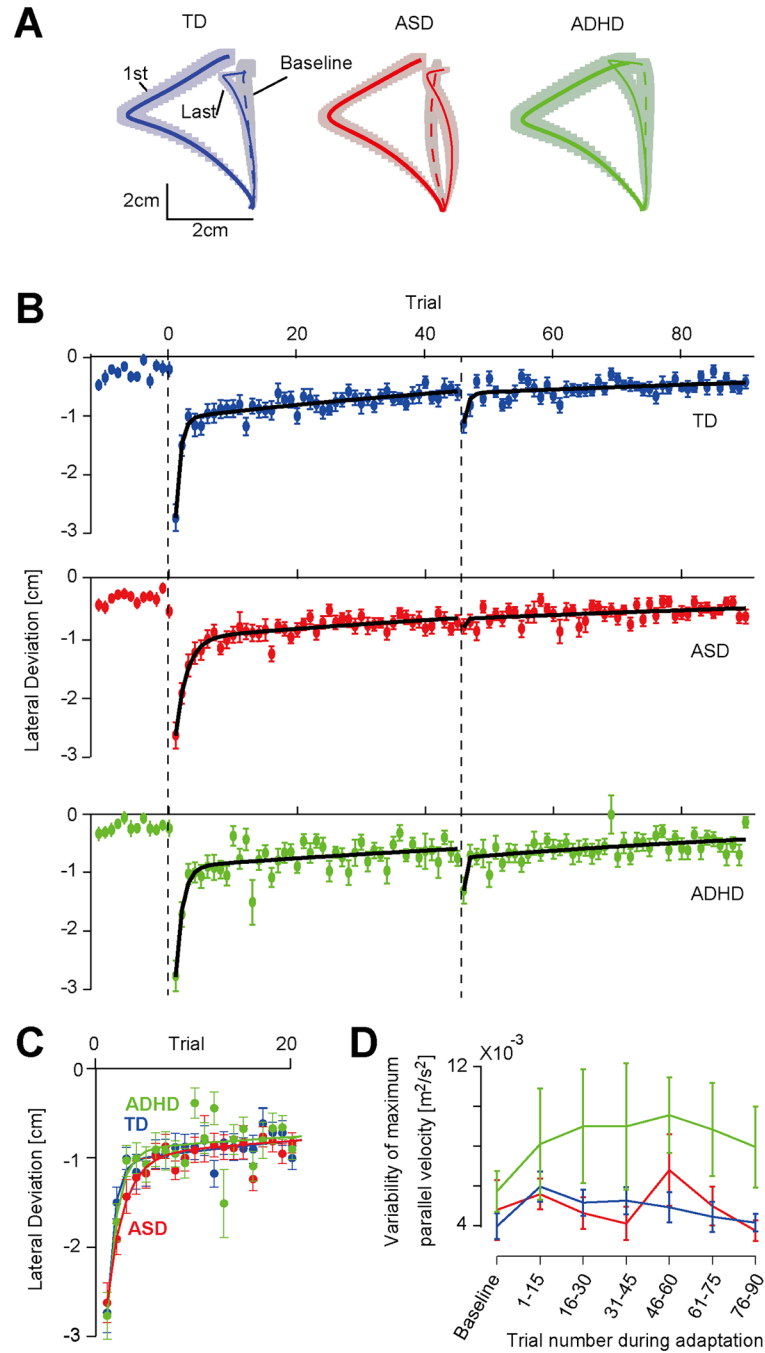 A
TD
ASD
ADHD
1st
Baseline
Last
2cm
2cm
B
Trial
0 20 40 60 80
0
-1
-2
-3
TD
0
-1
-2
-3
ASD
0
-1
-2
-3
ADHD
Lateral Deviation [cm]
C
0 Trial 20
0
-1
-2
-3
ADHD
TD
ASD
Lateral Deviation [cm]
D
X10⁻³
12
4
Variability of maximum
parallel velocity [m²/s²]
Baseline
1-15
16-30
31-45
46-60
61-75
76-90
Trial number during adaptation